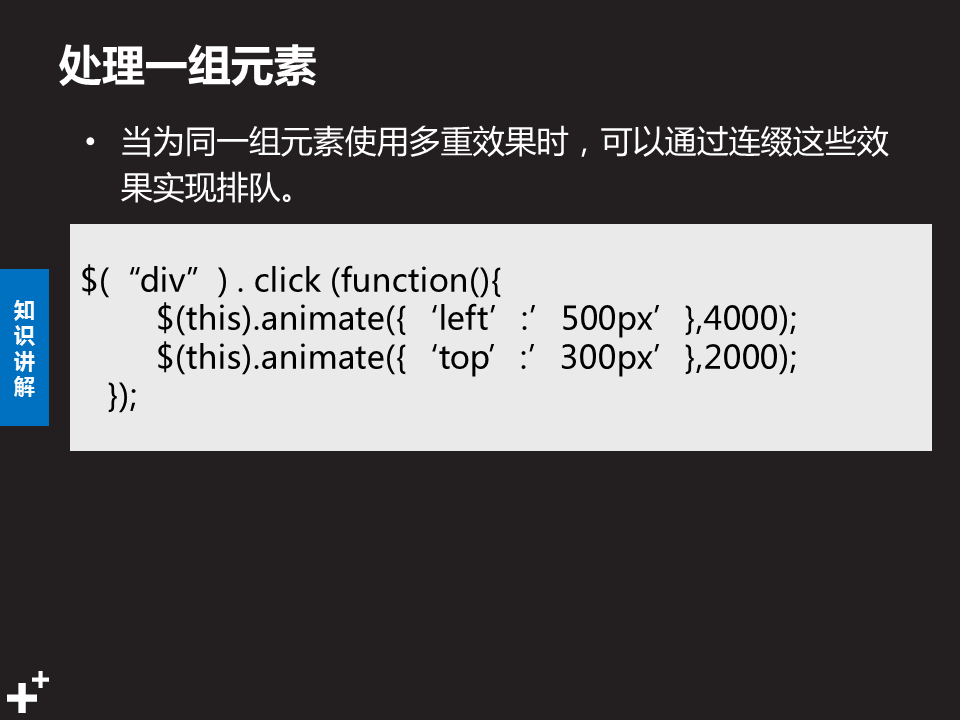 处理一组元素
• 当为同一组元素使用多重效果时，可以通过连缀这些效
果实现排队。
$(“div”) . click (function(){
$(this).animate({‘left’:’500px’},4000);
$(this).animate({‘top’:’300px’},2000);
});
知
识
讲
解